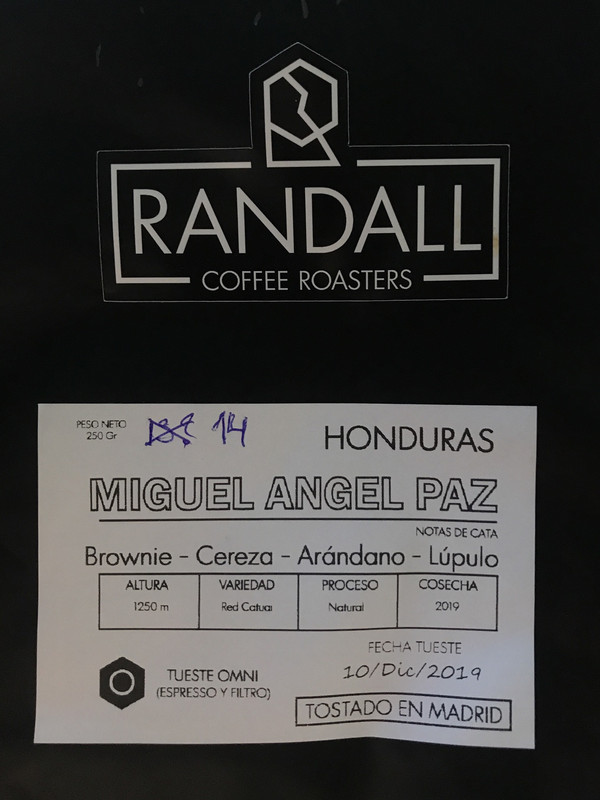 RANDALL
COFFEE ROASTERS
PESO NETO
250 Gr
14
HONDURAS
MIGUEL ANGEL PAZ
NOTAS DE CATA
Brownie - Cereza - Arándano - Lúpulo
ALTURA VARIEDAD PROCESO COSECHA
1250 m Red Catuai Natural 2019
FECHA TUESTE
10/Dic/2019
TUESTE OMNI
(ESPRESSO Y FILTRO)
TOSTADO EN MADRID